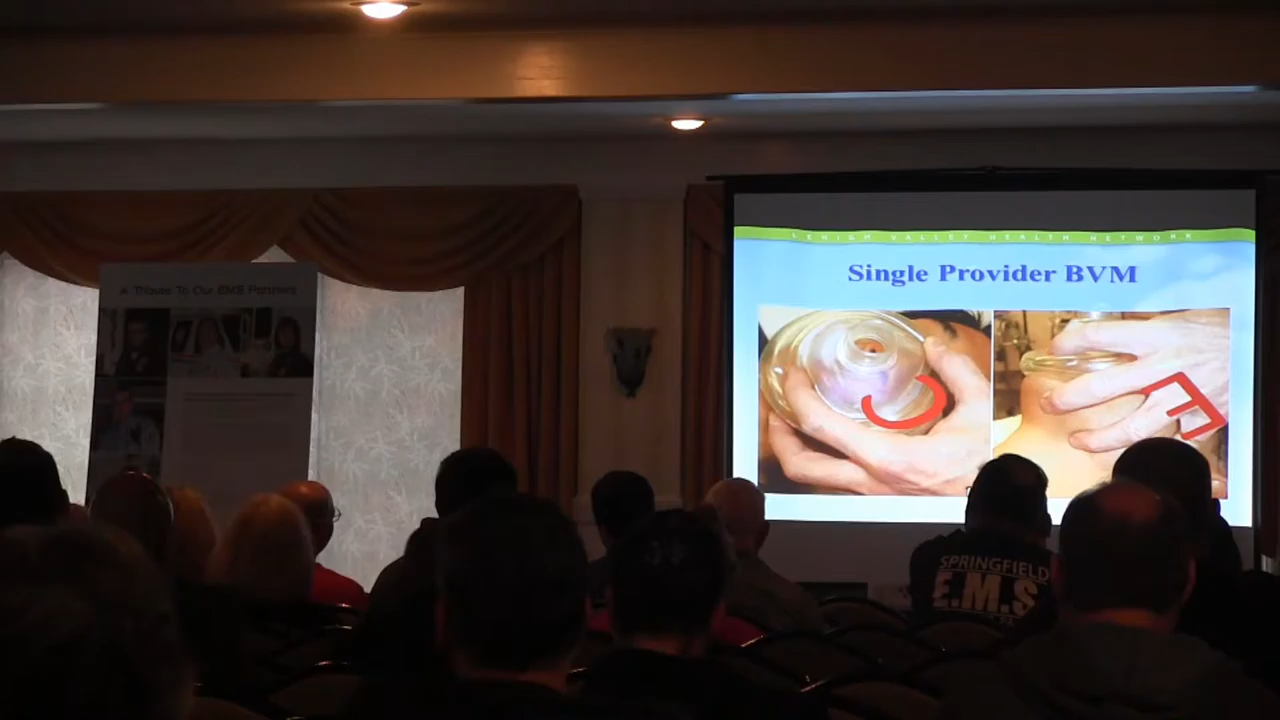 A Tribute To Our EMS Partners
LEHIGH VALLEY HEALTH NETWORK
Single Provider BVM
C
E
SPRINGFIELD
E.M.S.